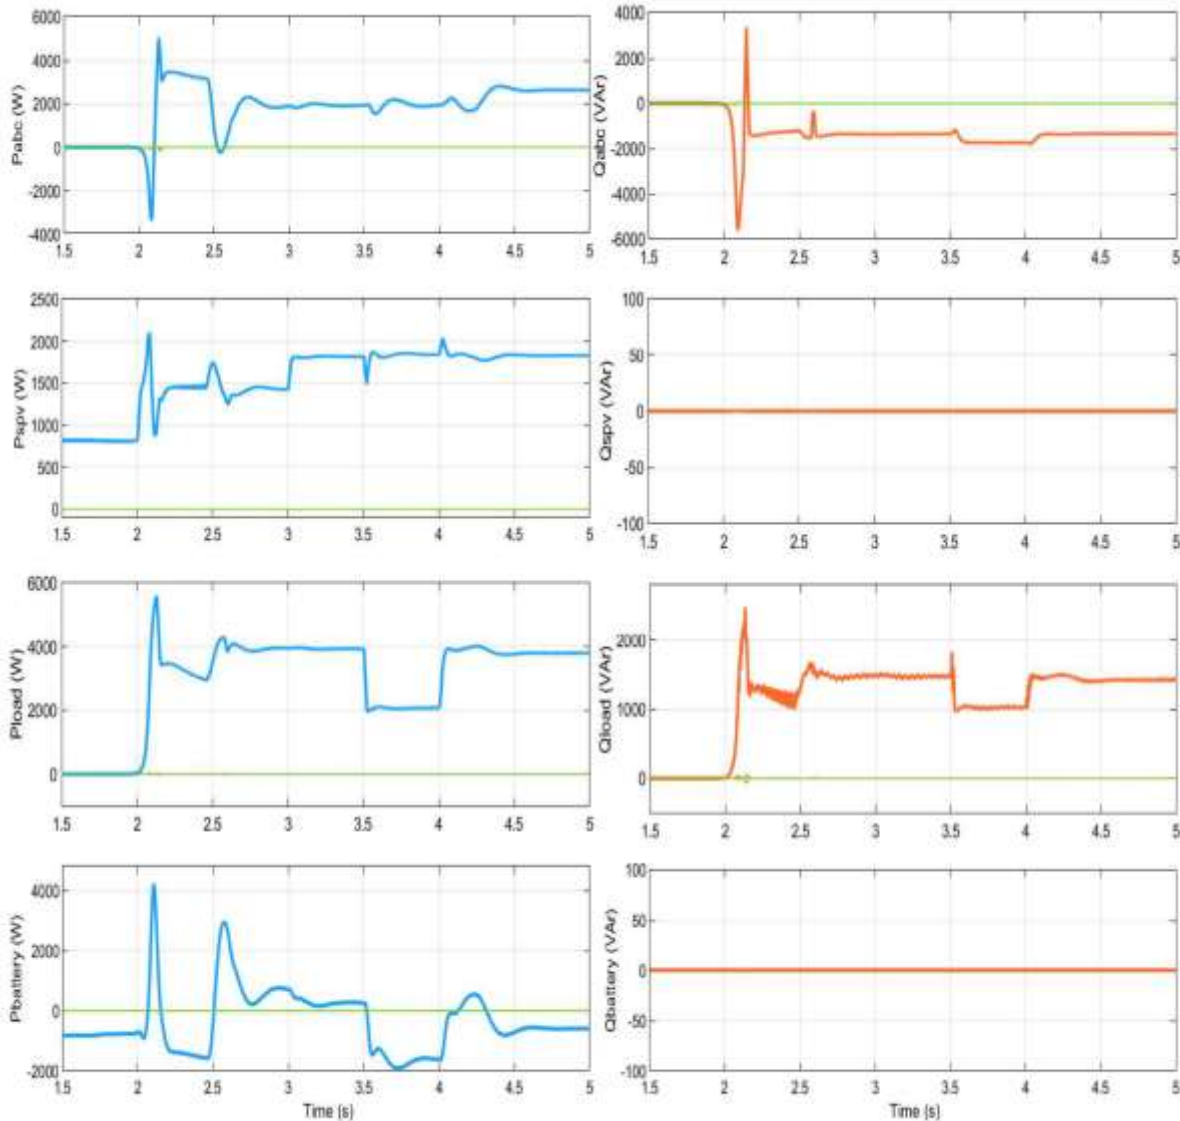 Pabc (W)
6000
4000
2000
0
-2000
-4000
1.5 2 2.5 3 3.5 4 4.5 5
Qabc (VAr)
4000
2000
0
-2000
-4000
-6000
1.5 2 2.5 3 3.5 4 4.5 5
Pspv (W)
2500
2000
1500
1000
500
0
1.5 2 2.5 3 3.5 4 4.5 5
Qspv (VAr)
100
50
0
-50
-100
1.5 2 2.5 3 3.5 4 4.5 5
Pload (W)
6000
4000
2000
0
1.5 2 2.5 3 3.5 4 4.5 5
Qload (VAr)
2000
1000
0
1.5 2 2.5 3 3.5 4 4.5 5
Pbattery (W)
4000
2000
0
-2000
1.5 2 2.5 3 3.5 4 4.5 5
Time (s)
Qbattery (VAr)
100
50
0
-50
-100
1.5 2 2.5 3 3.5 4 4.5 5
Time (s)